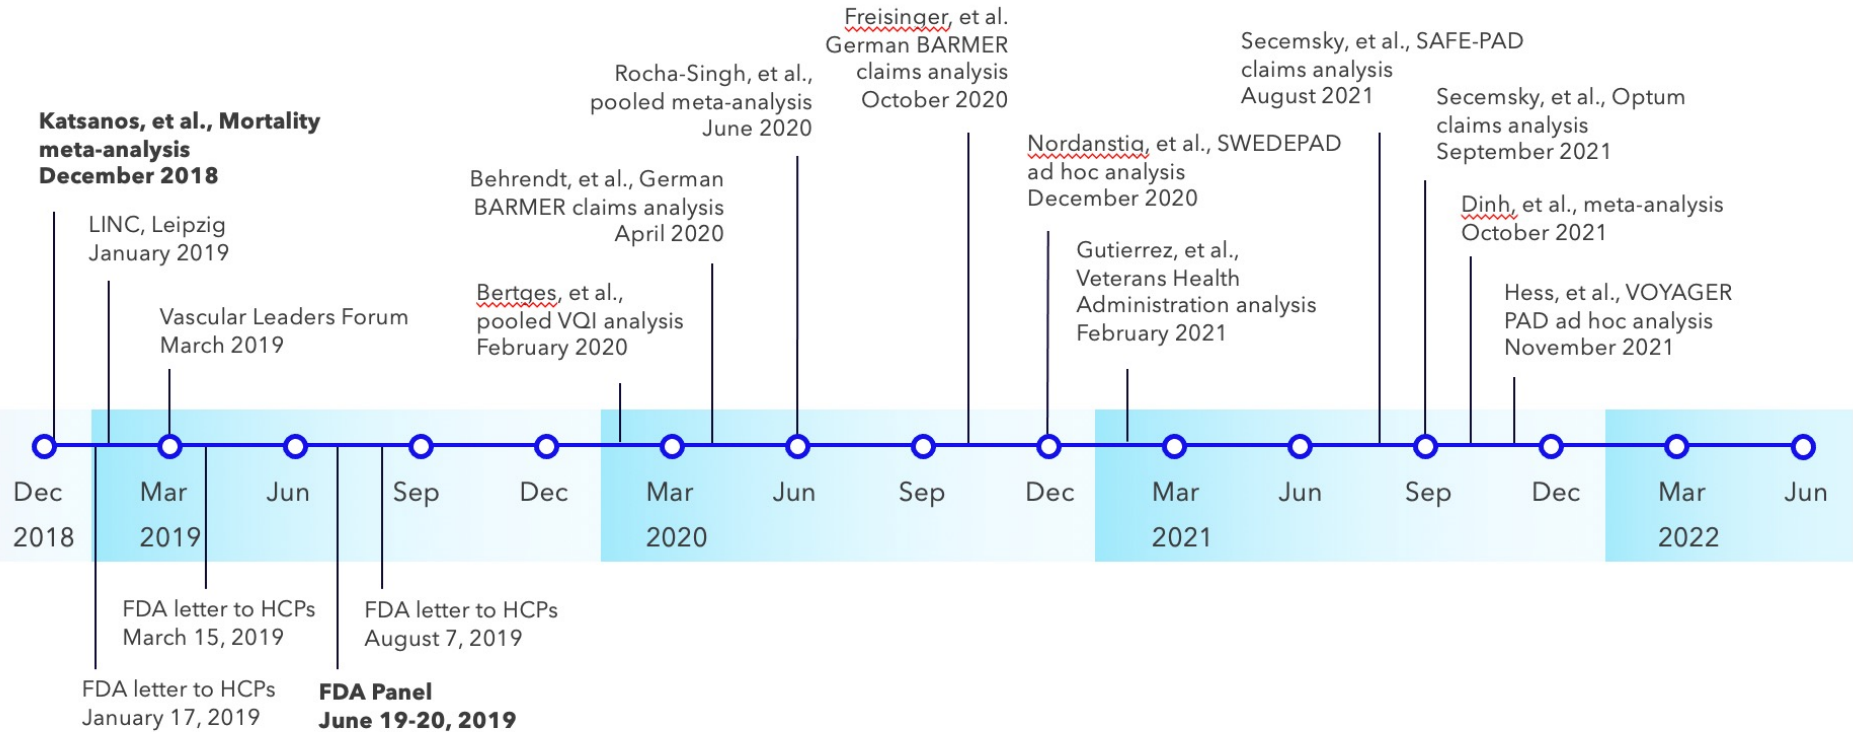 Katsanos, et al., Mortality
meta-analysis
December 2018
LINC, Leipzig
January 2019
Vascular Leaders Forum
March 2019
Bertges, et al.,
pooled VQI analysis
February 2020
Behrendt, et al., German
BARMER claims analysis
April 2020
Rocha-Singh, et al.,
pooled meta-analysis
June 2020
Freisinger, et al.
German BARMER
claims analysis
October 2020
Nordanstig, et al., SWEDEPAD
ad hoc analysis
December 2020
Gutierrez, et al.,
Veterans Health
Administration analysis
February 2021
Secemsky, et al., SAFE-PAD
claims analysis
August 2021
Secemsky, et al., Optum
claims analysis
September 2021
Dinh, et al., meta-analysis
October 2021
Hess, et al., VOYAGER
PAD ad hoc analysis
November 2021
Dec Mar Jun Sep Dec Mar Jun Sep Dec Mar Jun Sep Dec Mar Jun
2018 2019 2020 2021 2022
FDA letter to HCPs
March 15, 2019
FDA letter to HCPs
August 7, 2019
FDA letter to HCPs
January 17, 2019
FDA Panel
June 19-20, 2019